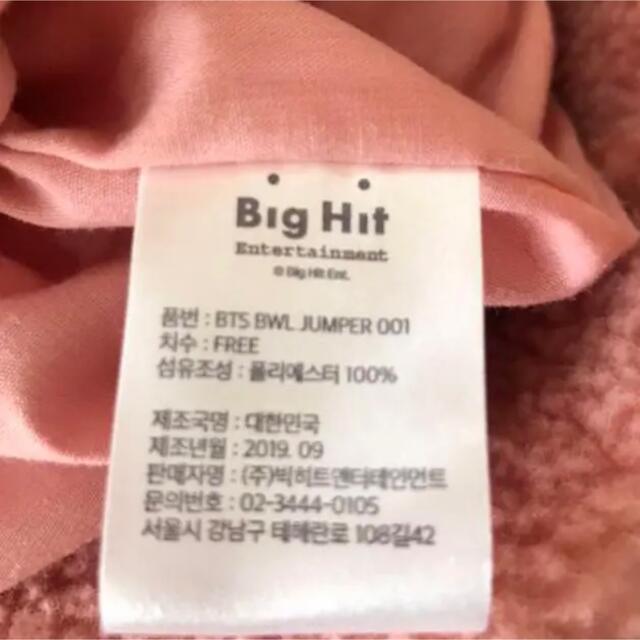 Big Hit
Entertainment
© Big Hit Ent.
품번 : BTS BWL JUMPER 001
치수 : FREE
섬유조성 : 폴리에스터 100%
제조국명 : 대한민국
제조년월 : 2019. 09
판매자명 : (주)빅히트엔터테인먼트
문의번호 : 02-3444-0105
서울시 강남구 테헤란로 108길42